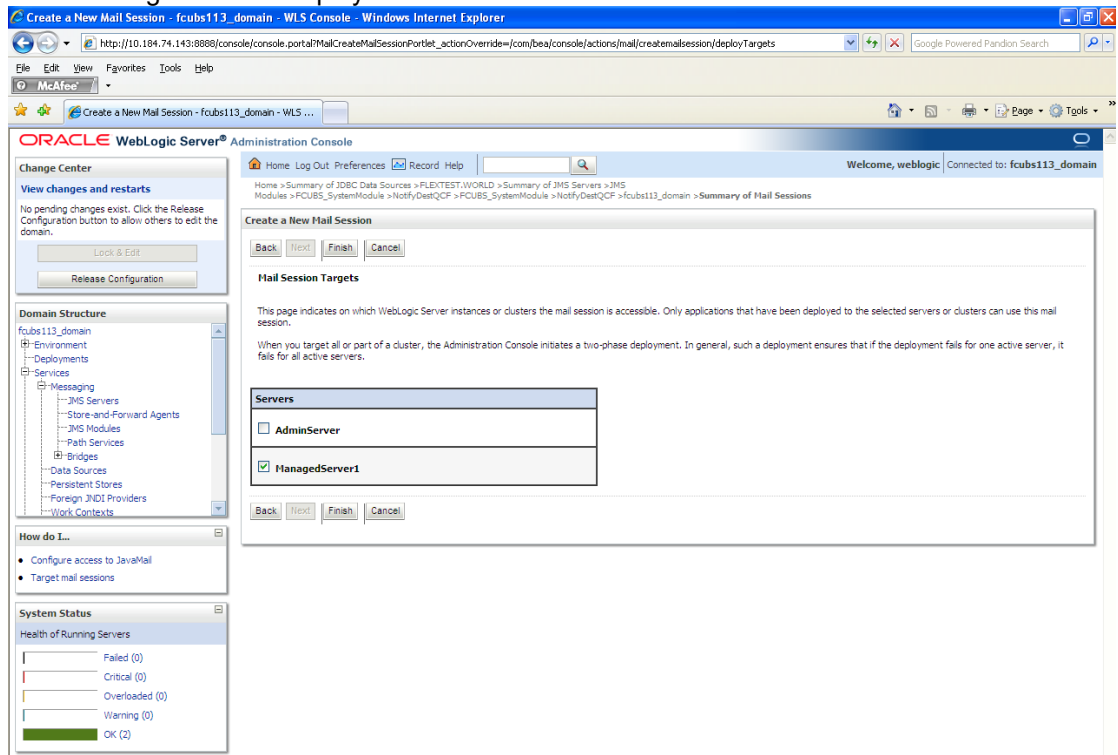 Create a New Mail Session - fcubs113_domain - WLS Console - Windows Internet Explorer
http://10.184.74.143:8888/console/console.portal?MailCreateMailSessionPortlet_actionOverride=/com/bea/console/actions/mail/createmailsession/deployTargets
Google Powered Pandion Search
File Edit View Favorites Tools Help
McAfee
Create a New Mail Session - fcubs113_domain - WLS ...
Page Tools
ORACLE WebLogic Server® Administration Console
Change Center
View changes and restarts
No pending changes exist. Click the Release
Configuration button to allow others to edit the
domain.
Lock & Edit
Release Configuration
Domain Structure
fcubs113_domain
Environment
Deployments
Services
Messaging
JMS Servers
Store-and-Forward Agents
JMS Modules
Path Services
Bridges
Data Sources
Persistent Stores
Foreign JNDI Providers
Work Contexts
How do I...
Configure access to JavaMail
Target mail sessions
System Status
Health of Running Servers
Failed (0)
Critical (0)
Overloaded (0)
Warning (0)
OK (2)
Home Log Out Preferences Record Help
Welcome, weblogic Connected to: fcubs113_domain
Home >Summary of JDBC Data Sources >FLEXTEST.WORLD >Summary of JMS Servers >JMS
Modules >FCUBS_SystemModule >NotifyDestQCF >FCUBS_SystemModule >NotifyDestQCF >fcubs113_domain >Summary of Mail Sessions
Create a New Mail Session
Back Next Finish Cancel
Mail Session Targets
This page indicates on which WebLogic Server instances or clusters the mail session is accessible. Only applications that have been deployed to the selected servers or clusters can use this mail
session.
When you target all or part of a cluster, the Administration Console initiates a two-phase deployment. In general, such a deployment ensures that if the deployment fails for one active server, it
fails for all active servers.
Servers
AdminServer
ManagedServer1
Back Next Finish Cancel